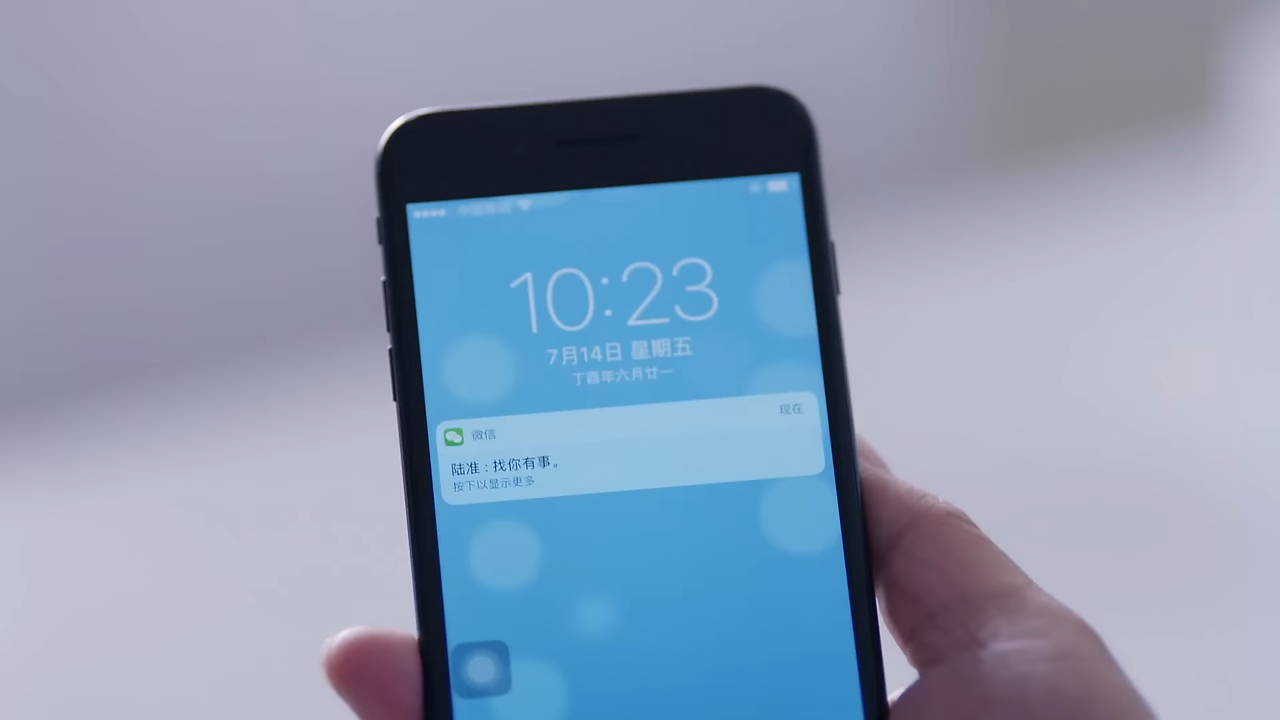 10:23
7月14日 星期五
丁酉年六月廿一
微信 现在
陆准：找你有事。
按下以显示更多